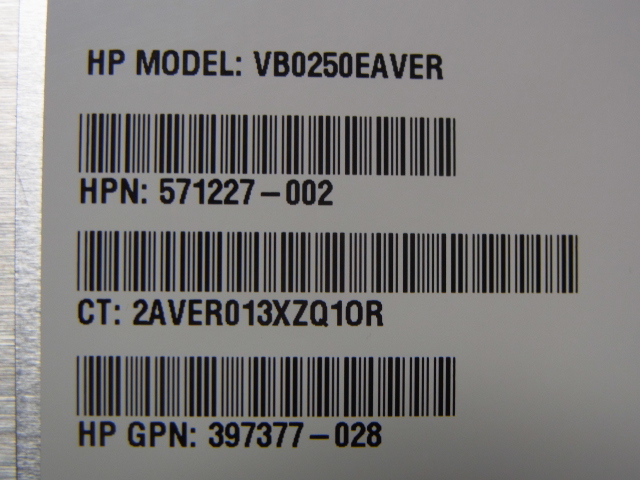 HP MODEL: VB0250EAVER
HPN: 571227-002
CT: 2AVER013XZQ1OR
HP GPN: 397377-028